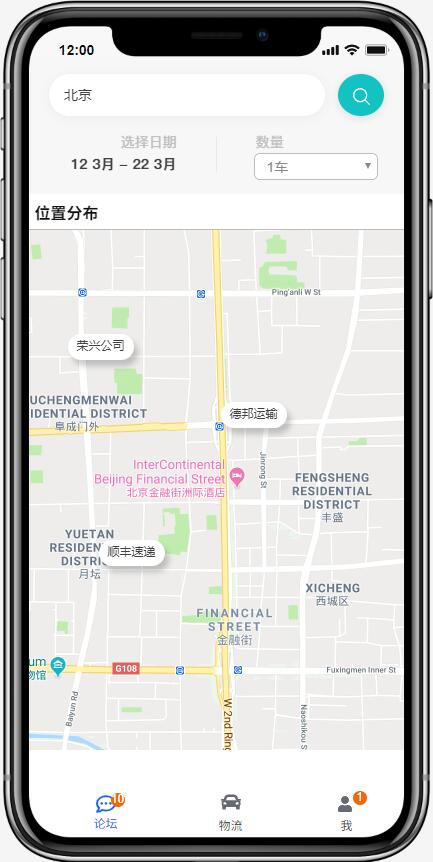 12:00
北京
选择日期
数量
12 3月 – 22 3月
1车
位置分布
Ping'anli W St
荣兴公司
UCHENGMENWAI
IDENTIAL DISTRICT
阜成门外
德邦运输
InterContinental
Beijing Financial Street
北京金融街洲际酒店
Jinrong St
FENGSHENG
RESIDENTIAL
DISTRICT
丰盛
YUETAN
RESIDEN
DISTRI
月坛
顺丰速递
XICHENG
西城区
FINANCIAL
STREET
金融街
um
物馆
G108
Fuxingmen Inner St
Baiyun Rd
W 2nd Ring
Naoshikou S
10
1
论坛
物流
我